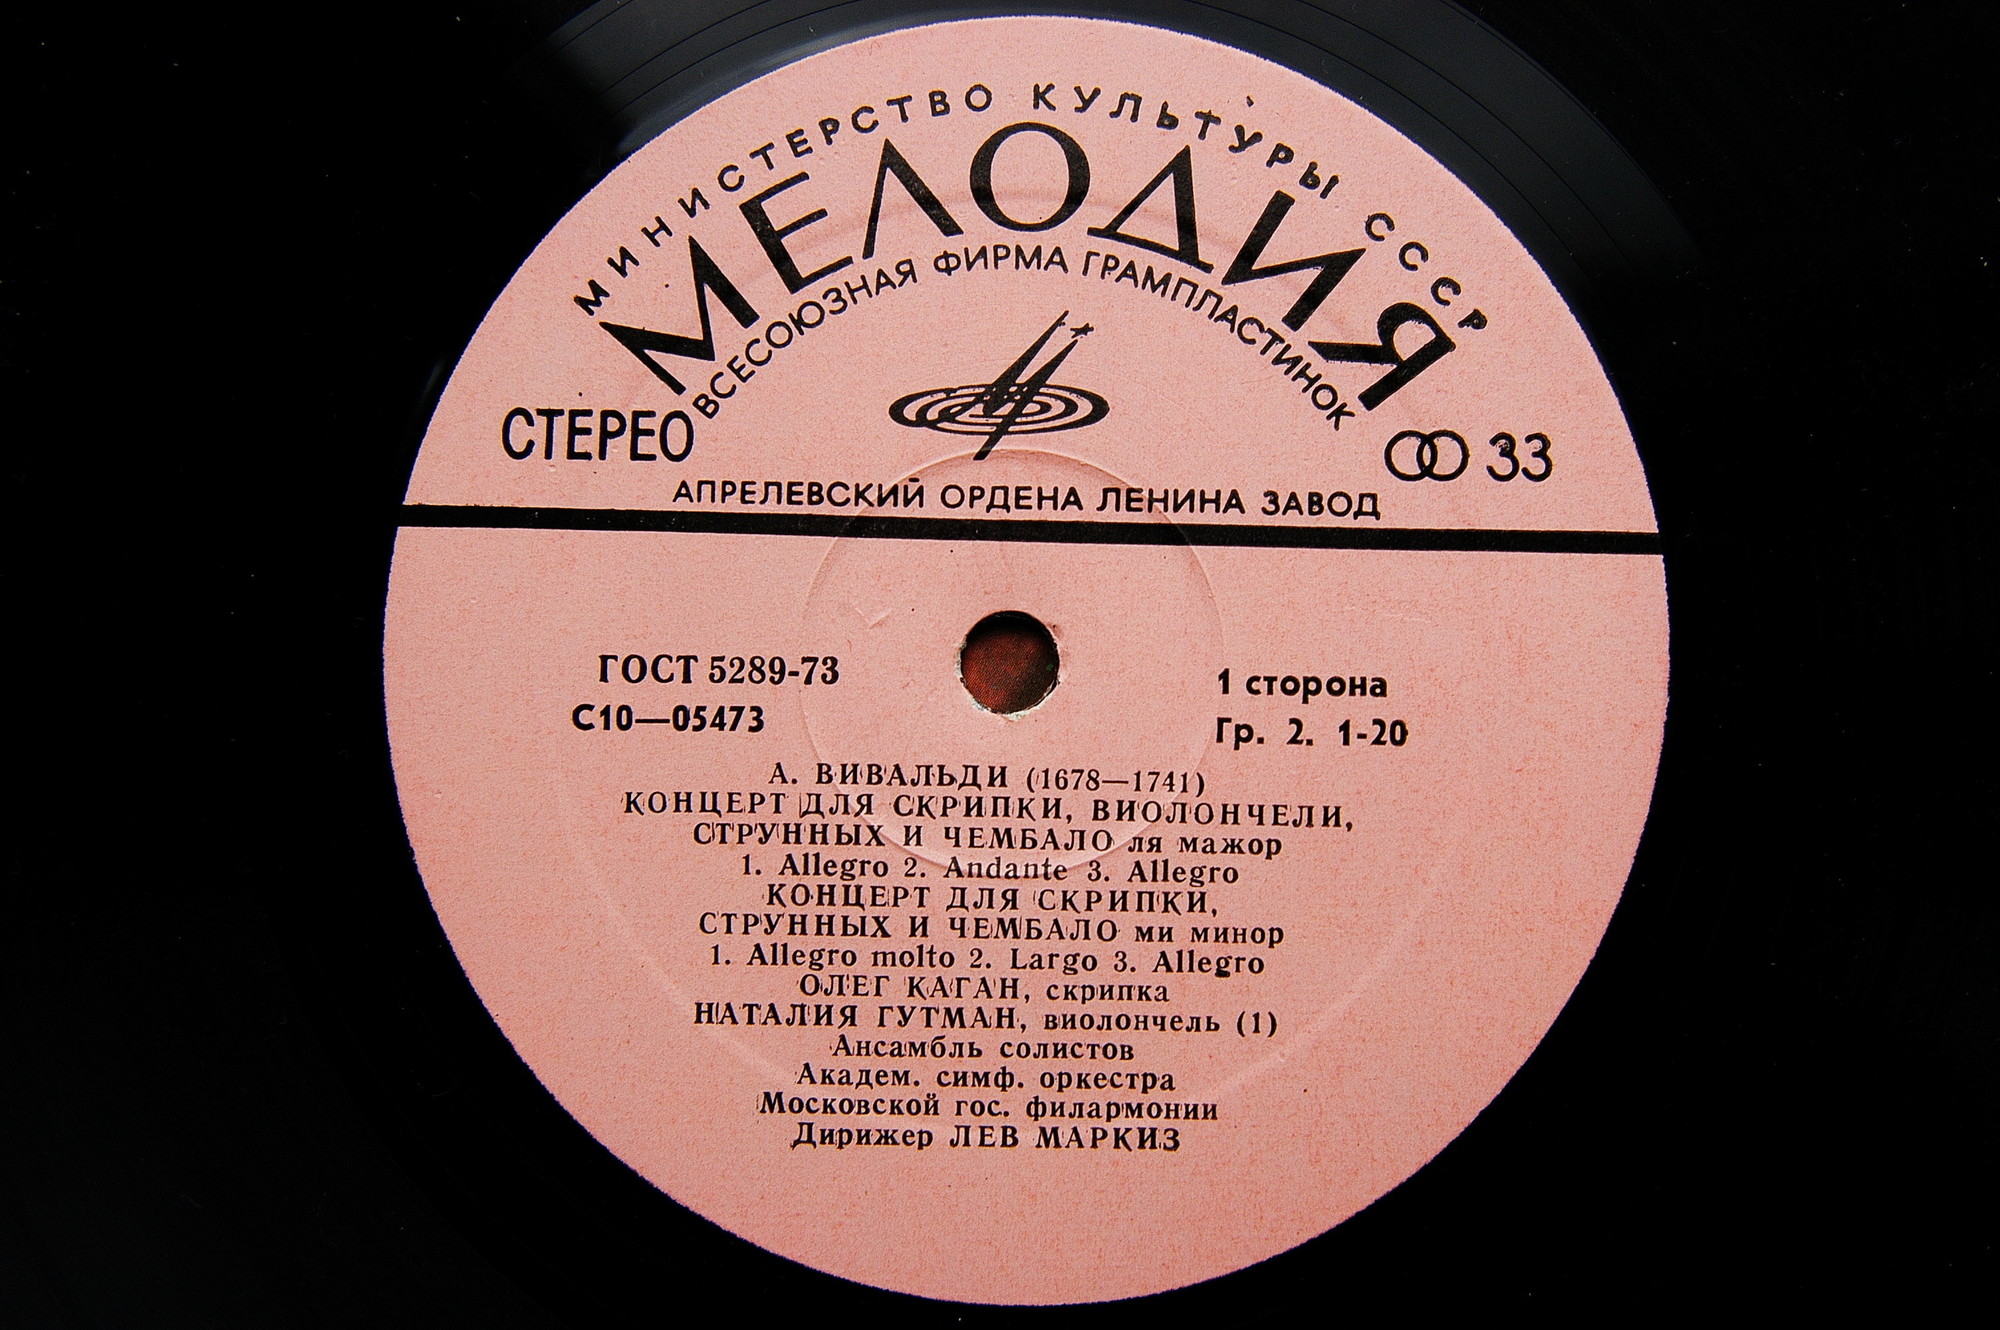 МИНИСТЕРСТВО КУЛЬТУРЫ СССР
МЕЛОДИЯ
ВСЕСОЮЗНАЯ ФИРМА ГРАМПЛАСТИНОК
СТЕРЕО
33
АПРЕЛЕВСКИЙ ОРДЕНА ЛЕНИНА ЗАВОД
ГОСТ 5289-73
С10—05473
1 сторона
Гр. 2. 1-20
А. ВИВАЛЬДИ (1678—1741)
КОНЦЕРТ ДЛЯ СКРИПКИ, ВИОЛОНЧЕЛИ,
СТРУННЫХ И ЧЕМБАЛО ля мажор
1. Allegro 2. Andante 3. Allegro
КОНЦЕРТ ДЛЯ СКРИПКИ,
СТРУННЫХ И ЧЕМБАЛО ми минор
1. Allegro molto 2. Largo 3. Allegro
ОЛЕГ КАГАН, скрипка
НАТАЛИЯ ГУТМАН, виолончель (1)
Ансамбль солистов
Академ. симф. оркестра
Московской гос. филармонии
Дирижер ЛЕВ МАРКИЗ